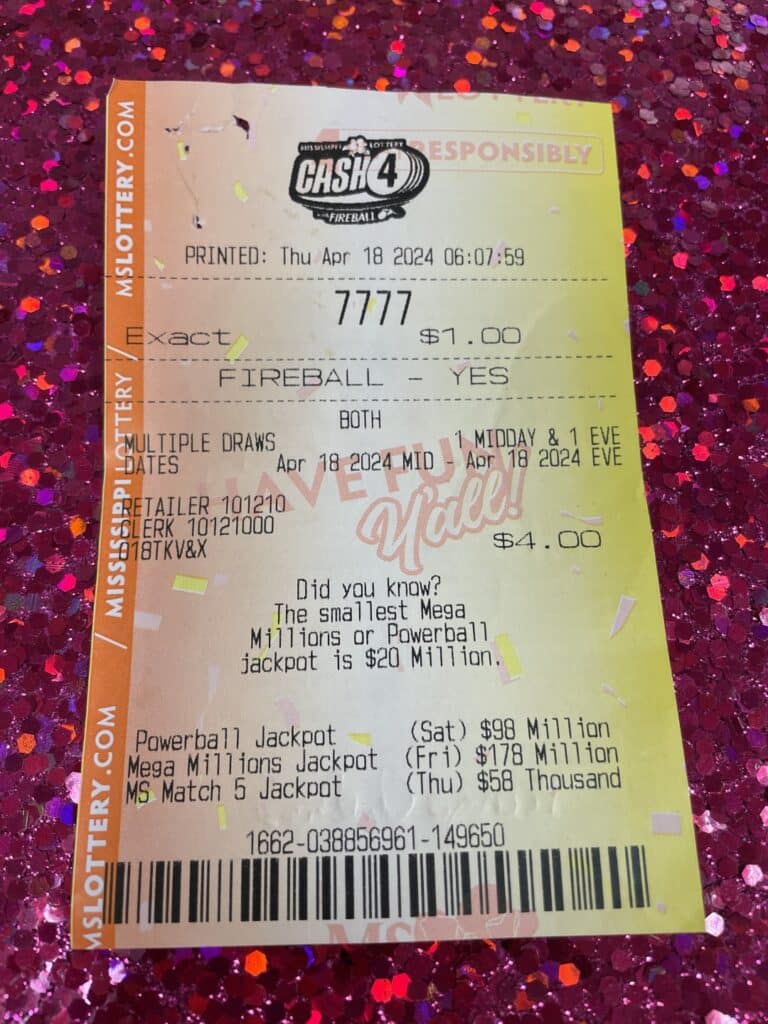 LOTTERY
RESPONSIBLY
MISSISSIPPI LOTTERY
CASH 4
FIREBALL
PRINTED: Thu Apr 18 2024 06:07:59
7777
Exact $1.00
FIREBALL - YES
BOTH
MULTIPLE DRAWS 1 MIDDAY & 1 EVE
DATES Apr 18 2024 MID - Apr 18 2024 EVE
HAVE FUN
Y'all!
RETAILER 101210
CLERK 10121000
$4.00
Did you know?
The smallest Mega
Millions or Powerball
jackpot is $20 Million.
Powerball Jackpot (Sat) $98 Million
Mega Millions Jackpot (Fri) $178 Million
MS Match 5 Jackpot (Thu) $58 Thousand
1662-038856961-149650
MSLOTTERY.COM / MISSISSIPPI LOTTERY / MSLOTTERY.COM